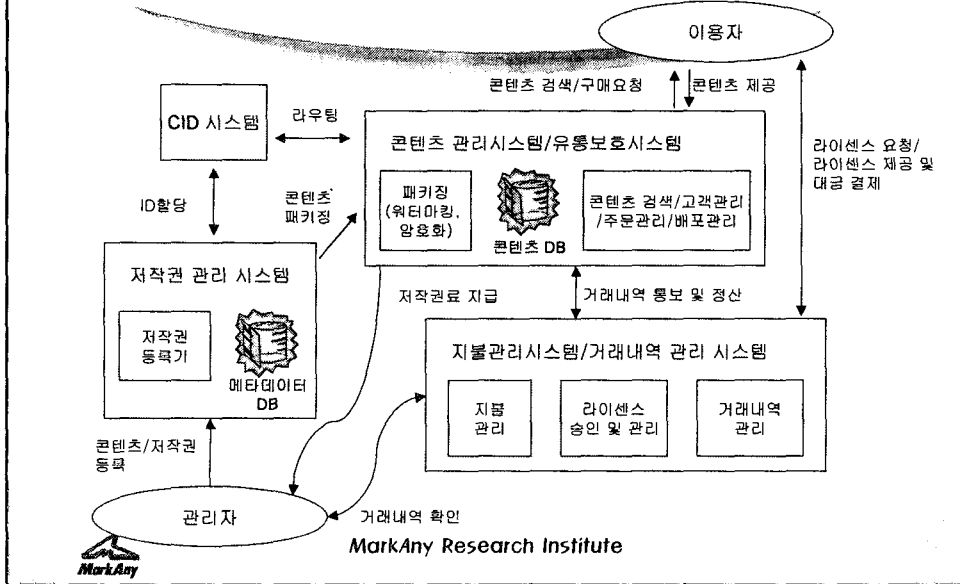 이용자
콘텐츠 검색/구매요청
콘텐츠 제공
CID 시스템
라우팅
콘텐츠 관리시스템/유통보호시스템
라이센스 요청/
라이센스 제공 및
대금 결제
패키징
(워터마킹,
암호화)
콘텐츠 DB
콘텐츠 검색/고객관리
/주문관리/배포관리
ID할당
콘텐츠
패키징
저작권 관리 시스템
저작권료 지급
거래내역 통보 및 정산
저작권
등록기
메타데이터
DB
지불관리시스템/거래내역 관리 시스템
지불
관리
라이센스
승인 및 관리
거래내역
관리
콘텐츠/저작권
등록
관리자
거래내역 확인
MarkAny
MarkAny Research Institute